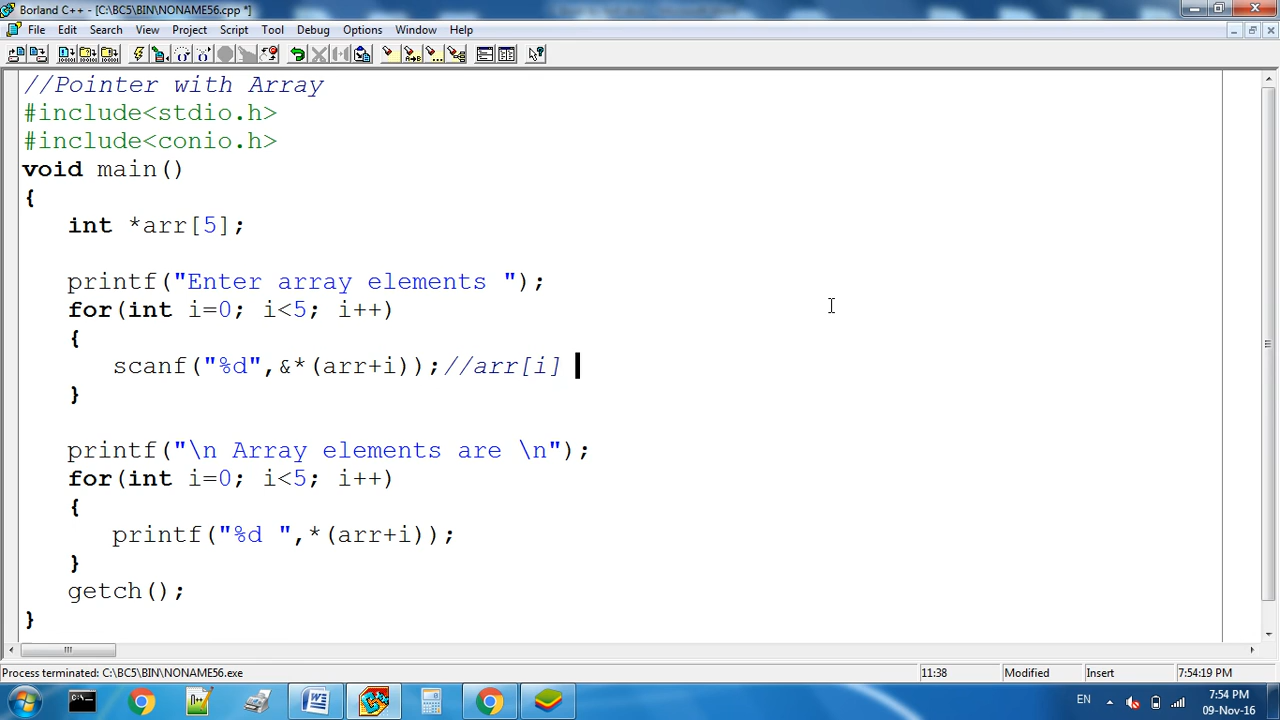 Borland C++ - [C:\BC5\BIN\NONAME56.cpp *]
File Edit Search View Project Script Tool Debug Options Window Help
//Pointer with Array
#include<stdio.h>
#include<conio.h>
void main()
{
int *arr[5];
printf("Enter array elements ");
for(int i=0; i<5; i++)
{
scanf("%d",&*(arr+i));//arr[i]
}
printf("\n Array elements are \n");
for(int i=0; i<5; i++)
{
printf("%d ",*(arr+i));
}
getch();
}
Process terminated: C:\BC5\BIN\NONAME56.exe 11:38 Modified Insert 7:54:19 PM
EN 7:54 PM
09-Nov-16